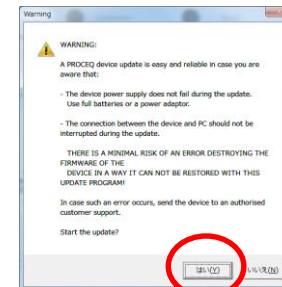 Warning
WARNING:
A PROCEQ device update is easy and reliable in case you are
aware that:
- The device power supply does not fail during the update.
Use full batteries or a power adaptor.
- The connection between the device and PC should not be
interrupted during the update.
THERE IS A MINIMAL RISK OF AN ERROR DESTROYING THE
FIRMWARE OF THE
DEVICE IN A WAY IT CAN NOT BE RESTORED WITH THIS
UPDATE PROGRAM!
In case such an error occurs, send the device to an authorised
customer support.
Start the update?
はい(Y) いいえ(N)